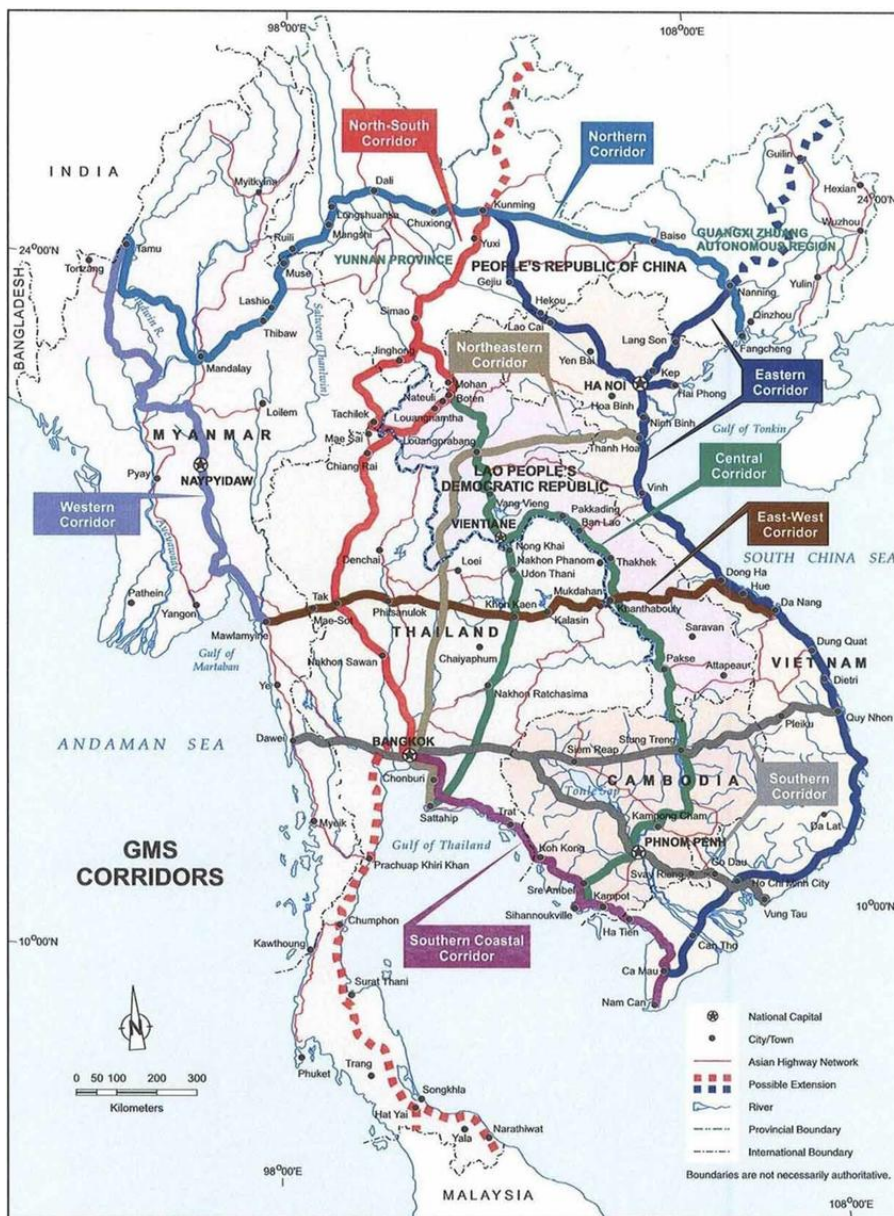 98°00'E
108°00'E
North-South
Corridor
Northern
Corridor
INDIA
Guilin
Hexian
24°00'N
Wuzhou
Myitkyina
Dali
Kunming
Longshuanba
Chuxiong
Mangshi
Baise
GUANGXI ZHUANG
AUTONOMOUS REGION
24°00'N
Tamu
Ruili
Yuxi
YUNNAN PROVINCE
PEOPLE'S REPUBLIC OF CHINA
Tonzang
Muse
Gejiu
Nanning
Yulin
BANGLADESH
Lashio
Hekou
Qinzhou
Thibaw
Simao
Lao Cai
Lang Son
Fangcheng
Mandalay
Jinghong
Northeastern
Corridor
Yen Bai
Kep
Eastern
Corridor
Mohan
HA NOI
Nateuil
Boten
Hai Phong
Loilem
Louangnamtha
Hoa Binh
Tachilek
Ninh Binh
Gulf of Tonkin
MYANMAR
Mae Sai
Louangprabang
Thanh Hoa
Chiang Rai
Central
Corridor
NAYPYIDAW
LAO PEOPLE'S
DEMOCRATIC REPUBLIC
Pyay
Vinh
Western
Corridor
Vang Vieng
Pakkading
Ban Lao
East-West
Corridor
VIENTIANE
Nong Khai
Denchai
Loei
Nakhon Phanom
Thakhek
SOUTH CHINA SEA
Udon Thani
Dong Ha
Pathein
Tak
Mukdahan
Hue
Yangon
Mae-Sot
Phitsanulok
Khon Kaen
Khanthabouly
Da Nang
Mawlamyine
Kalasin
THAILAND
Saravan
Gulf of
Martaban
Chaiyaphum
Dung Quat
Nakhon Sawan
Pakse
Attapeau
VIETNAM
Ye
Dietri
Nakhon Ratchasima
Quy Nhon
Dawei
Stung Treng
Pleiku
ANDAMAN SEA
BANGKOK
Siem Reap
CAMBODIA
Southern
Corridor
Chonburi
Tonle Sap
Sattahip
Kampong Cham
Myeik
Trat
Da Lat
Gulf of Thailand
PHNOM PENH
GMS
CORRIDORS
Koh Kong
Go Dau
Prachuap Khiri Khan
Svay Rieng
Ho Chi Minh City
Sre Ambel
Kampot
Vung Tau
10°00'N
Sihannoukville
Chumphon
Ha Tien
Southern Coastal
Corridor
Can Tho
10°00'N
Kawthoung
Ca Mau
Surat Thani
Nam Can
N
National Capital
City/Town
Asian Highway Network
Phuket
Trang
Possible Extension
0 50 100 200 300
Kilometers
Songkhla
River
Hat Yai
Narathiwat
Provincial Boundary
Yala
International Boundary
98°00'E
Boundaries are not necessarily authoritative.
MALAYSIA
108°00'E